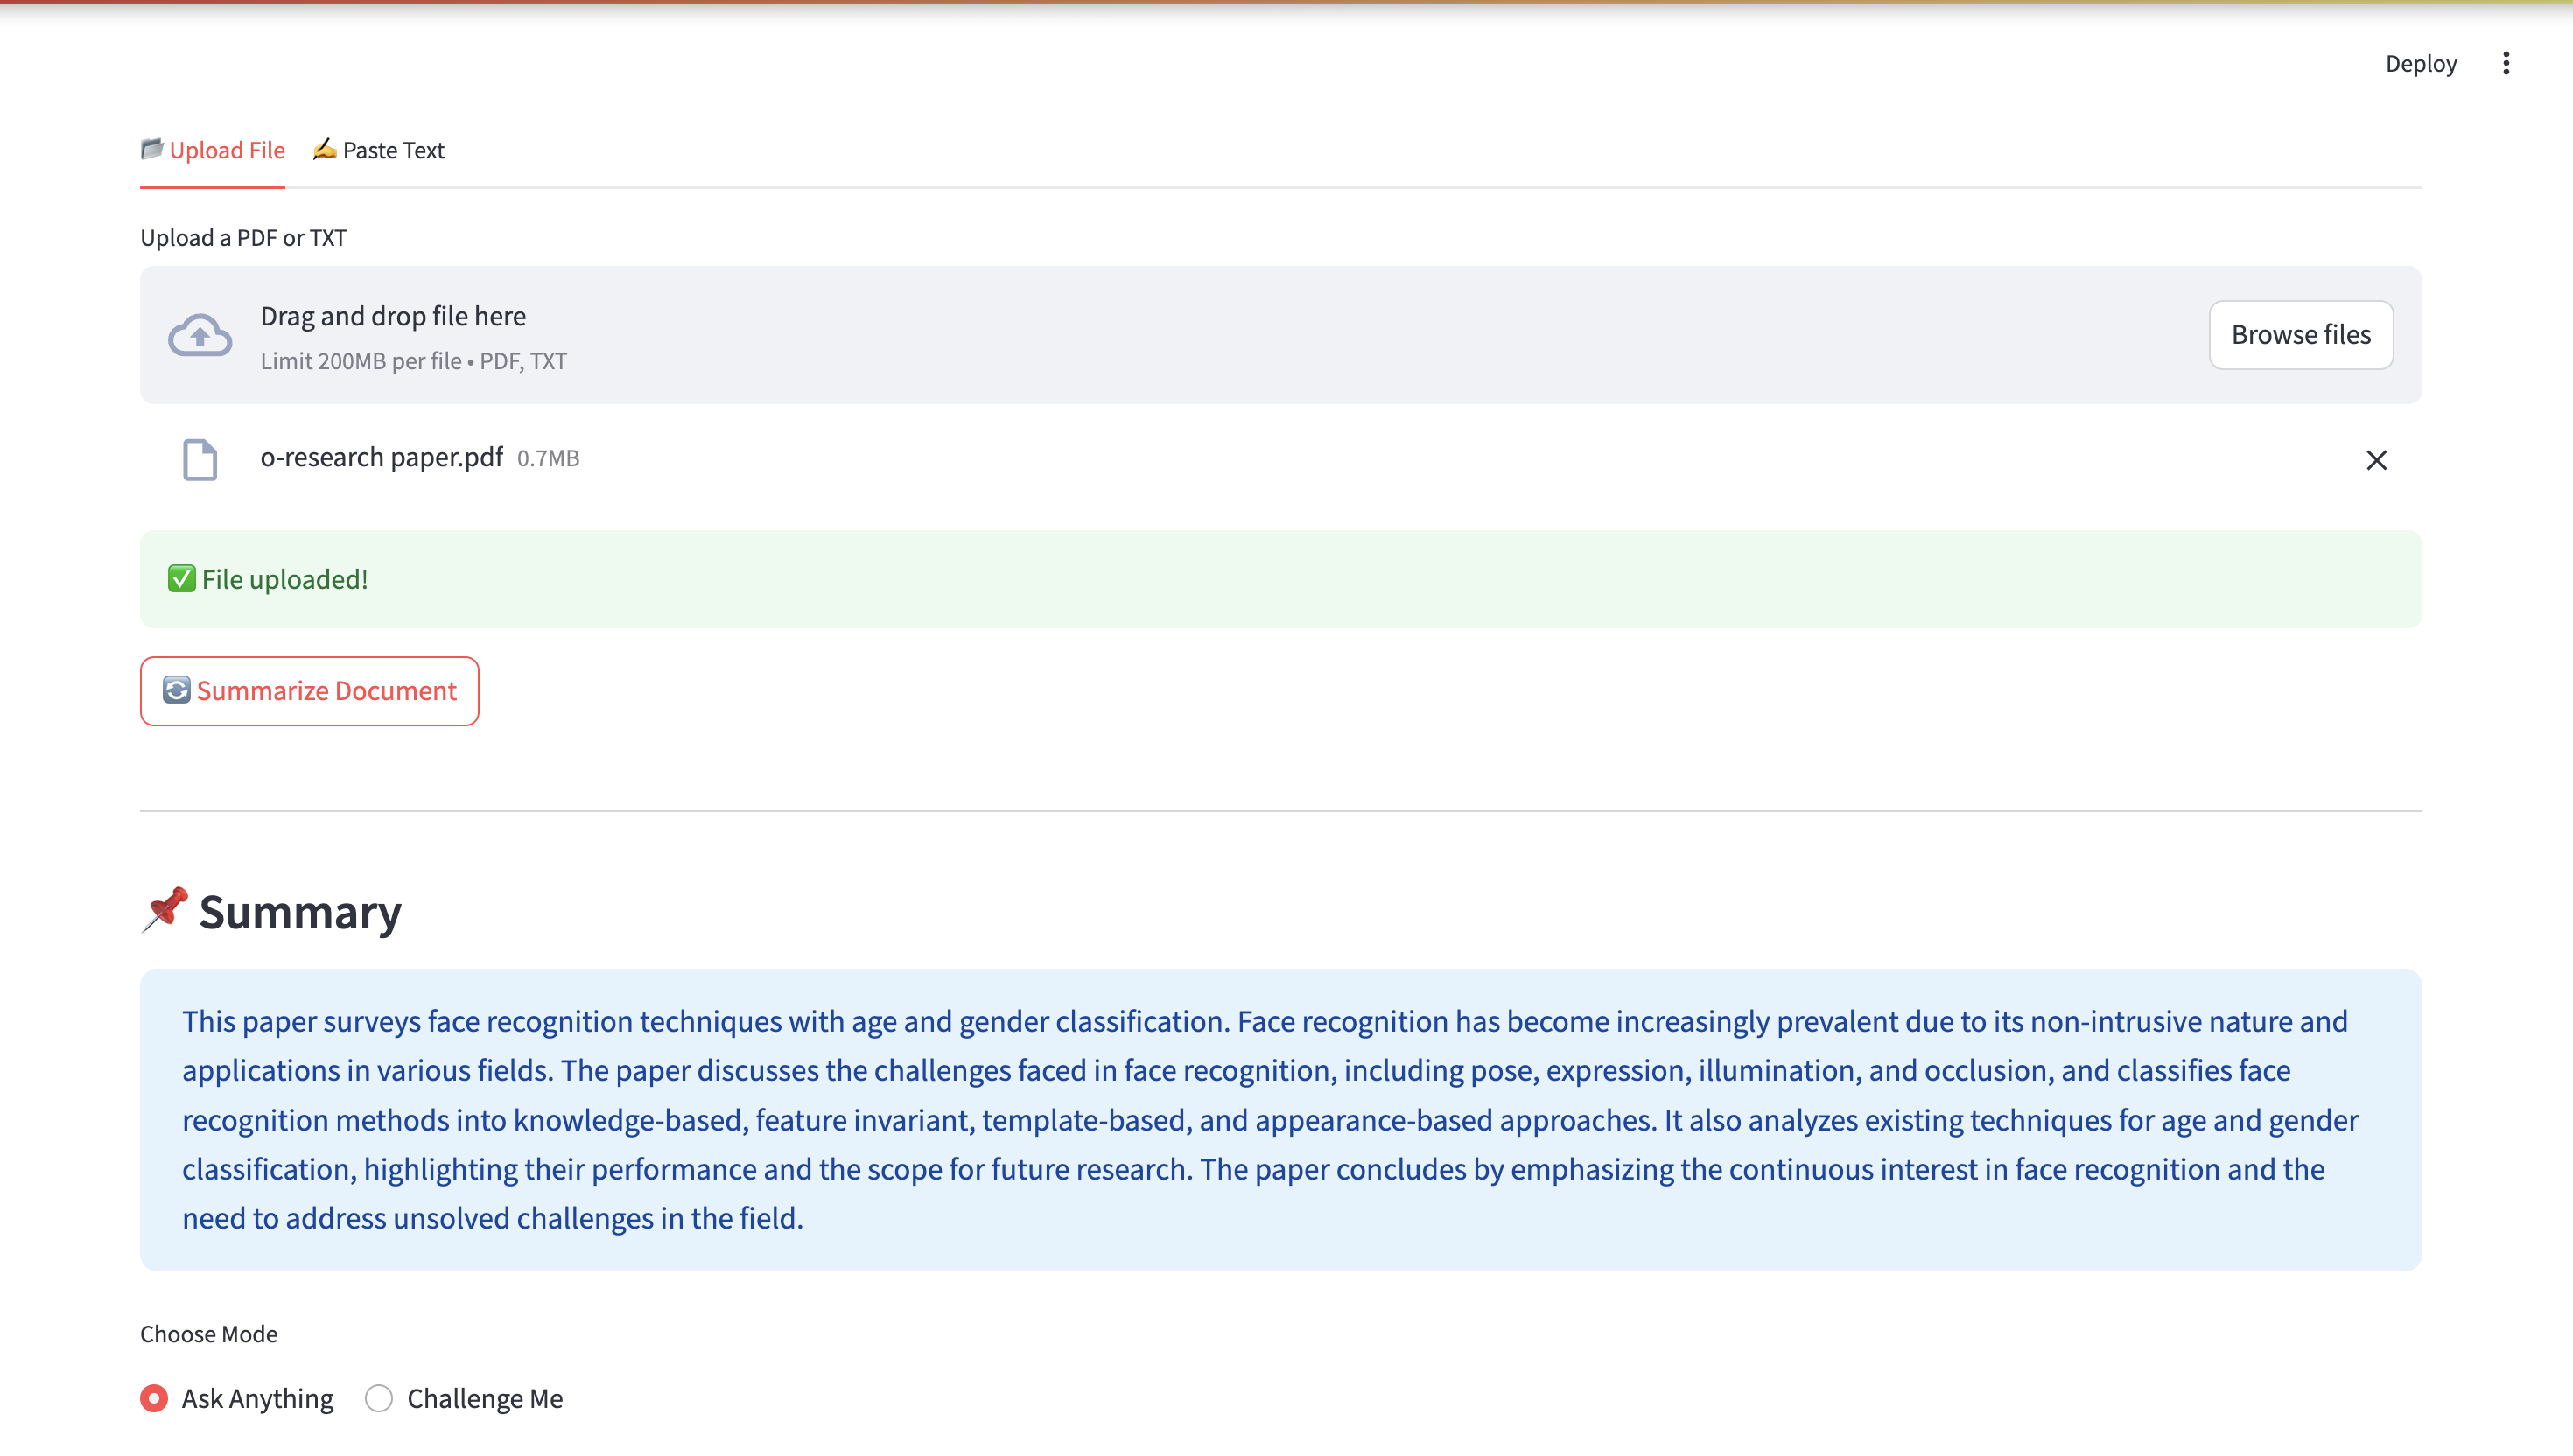 Deploy
Upload File
Paste Text
Upload a PDF or TXT
Drag and drop file here
Limit 200MB per file • PDF, TXT
Browse files
o-research paper.pdf 0.7MB
File uploaded!
Summarize Document
Summary
This paper surveys face recognition techniques with age and gender classification. Face recognition has become increasingly prevalent due to its non-intrusive nature and
applications in various fields. The paper discusses the challenges faced in face recognition, including pose, expression, illumination, and occlusion, and classifies face
recognition methods into knowledge-based, feature invariant, template-based, and appearance-based approaches. It also analyzes existing techniques for age and gender
classification, highlighting their performance and the scope for future research. The paper concludes by emphasizing the continuous interest in face recognition and the
need to address unsolved challenges in the field.
Choose Mode
Ask Anything
Challenge Me